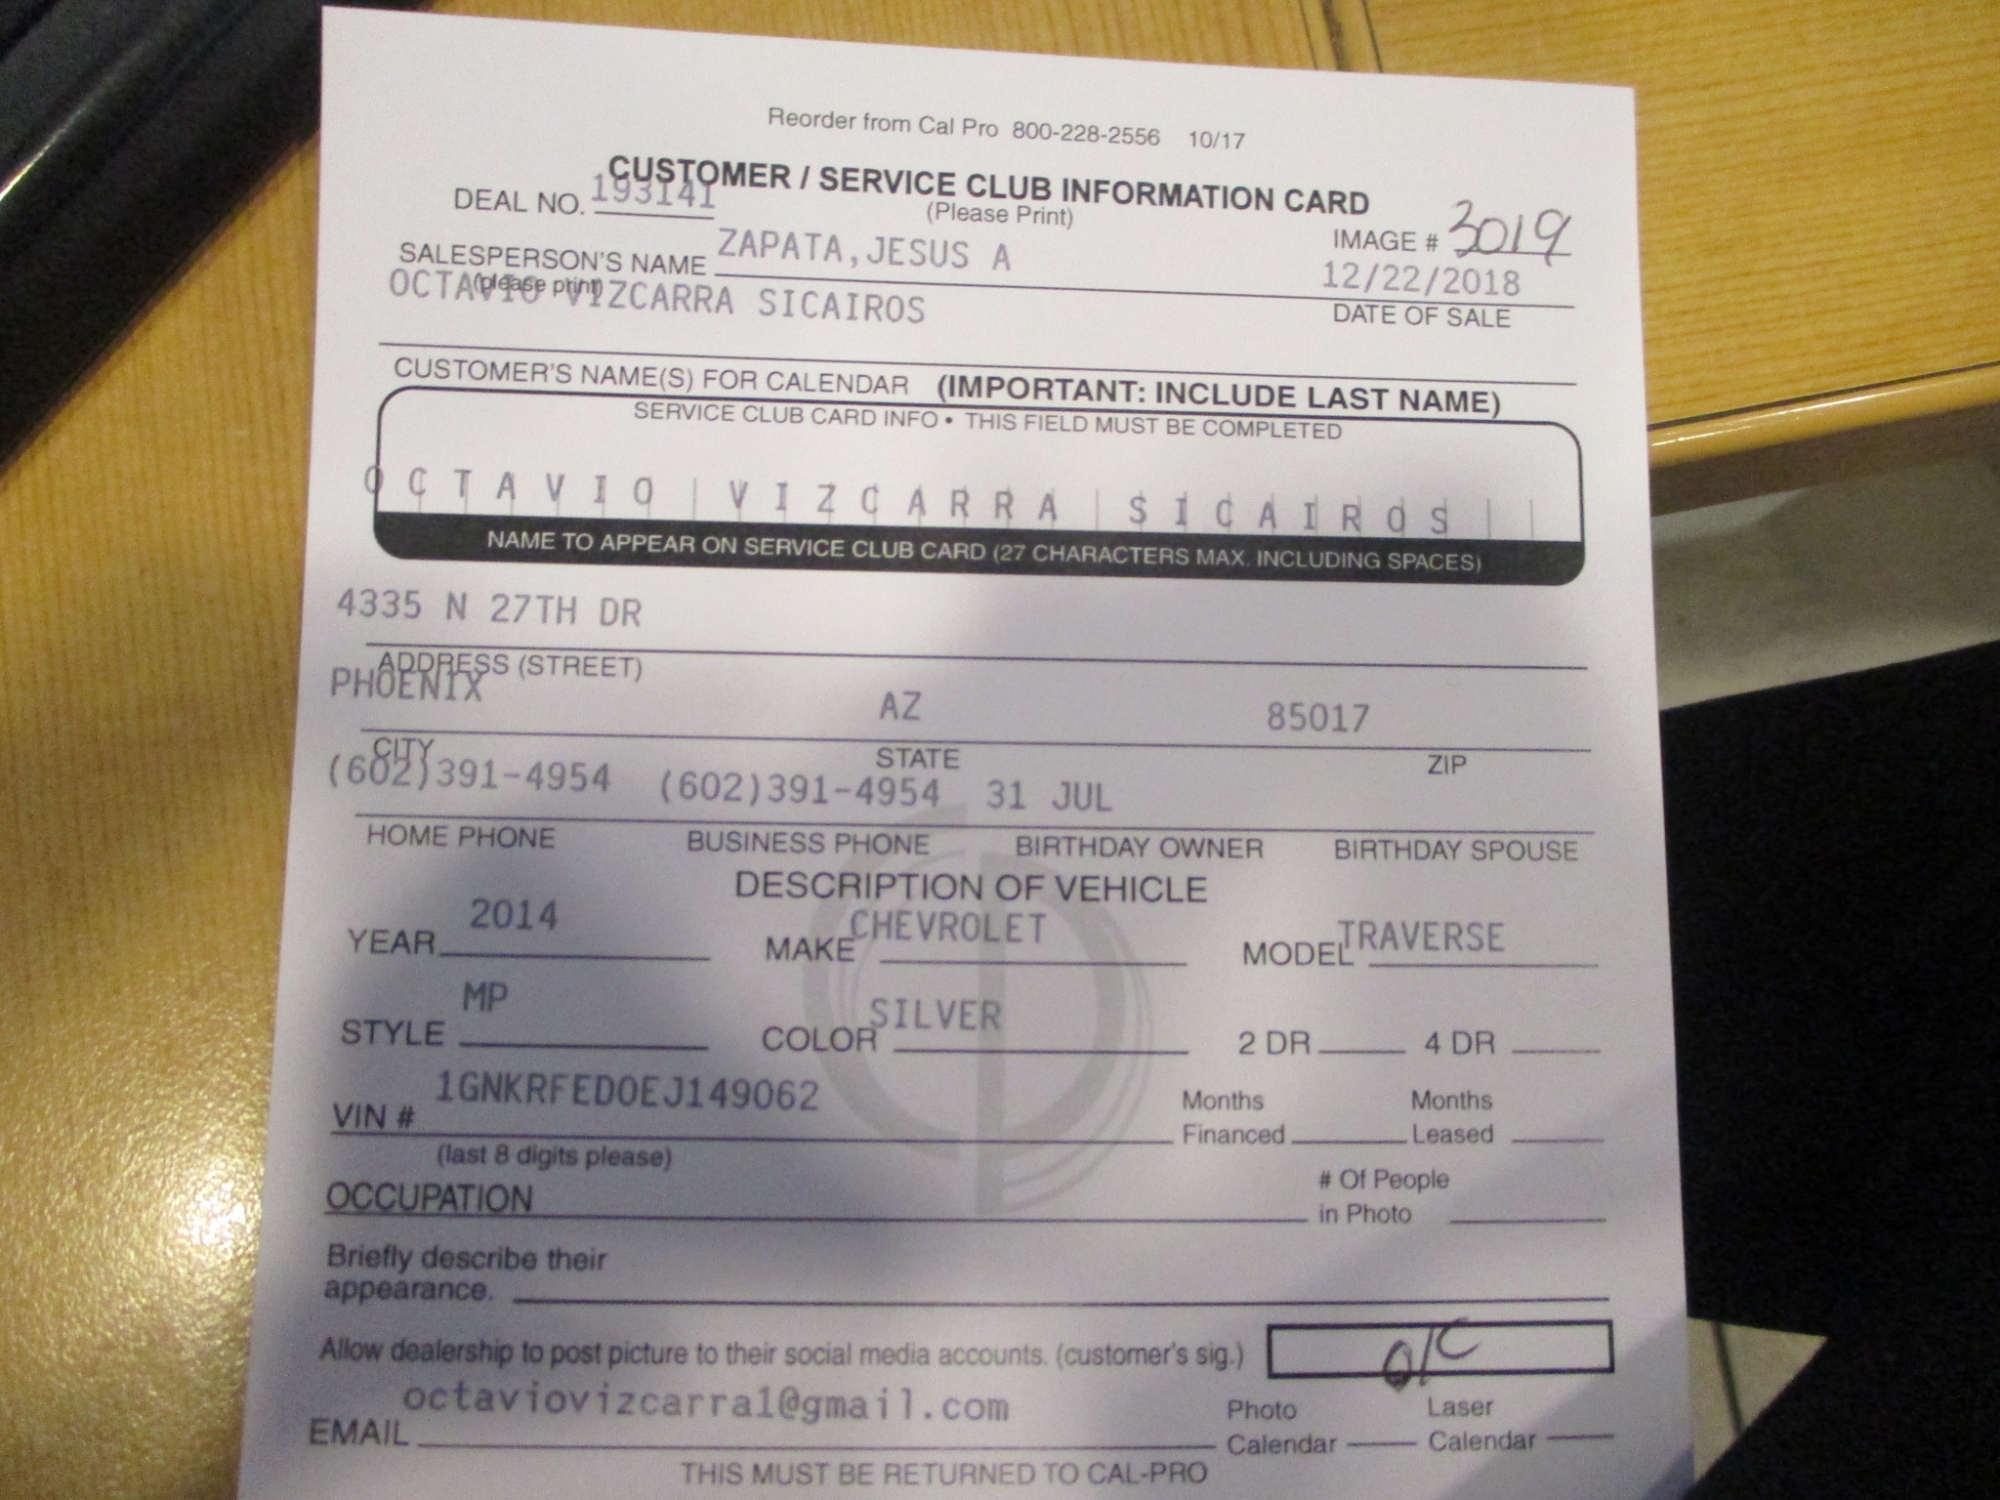 Reorder from Cal Pro 800-228-2556 10/17
CUSTOMER / SERVICE CLUB INFORMATION CARD
(Please Print)
DEAL NO. 193141
IMAGE # 3019
SALESPERSON'S NAME ZAPATA,JESUS A 12/22/2018
(please print) DATE OF SALE
OCTAVIO VIZCARRA SICAIROS
CUSTOMER'S NAME(S) FOR CALENDAR (IMPORTANT: INCLUDE LAST NAME)
SERVICE CLUB CARD INFO • THIS FIELD MUST BE COMPLETED
OCTAVIO VIZCARRA SICAIROS
NAME TO APPEAR ON SERVICE CLUB CARD (27 CHARACTERS MAX. INCLUDING SPACES)
4335 N 27TH DR
ADDRESS (STREET)
PHOENIX AZ 85017
CITY STATE ZIP
(602)391-4954 (602)391-4954 31 JUL
HOME PHONE BUSINESS PHONE BIRTHDAY OWNER BIRTHDAY SPOUSE
DESCRIPTION OF VEHICLE
YEAR 2014 MAKE CHEVROLET MODEL TRAVERSE
STYLE MP COLOR SILVER 2 DR 4 DR
VIN # 1GNKRFED0EJ149062 Months Financed Months Leased
(last 8 digits please)
OCCUPATION # Of People in Photo
Briefly describe their
appearance.
Allow dealership to post picture to their social media accounts. (customer's sig.) O/C
EMAIL octaviovizcarra1@gmail.com Photo Calendar Laser Calendar
THIS MUST BE RETURNED TO CAL-PRO